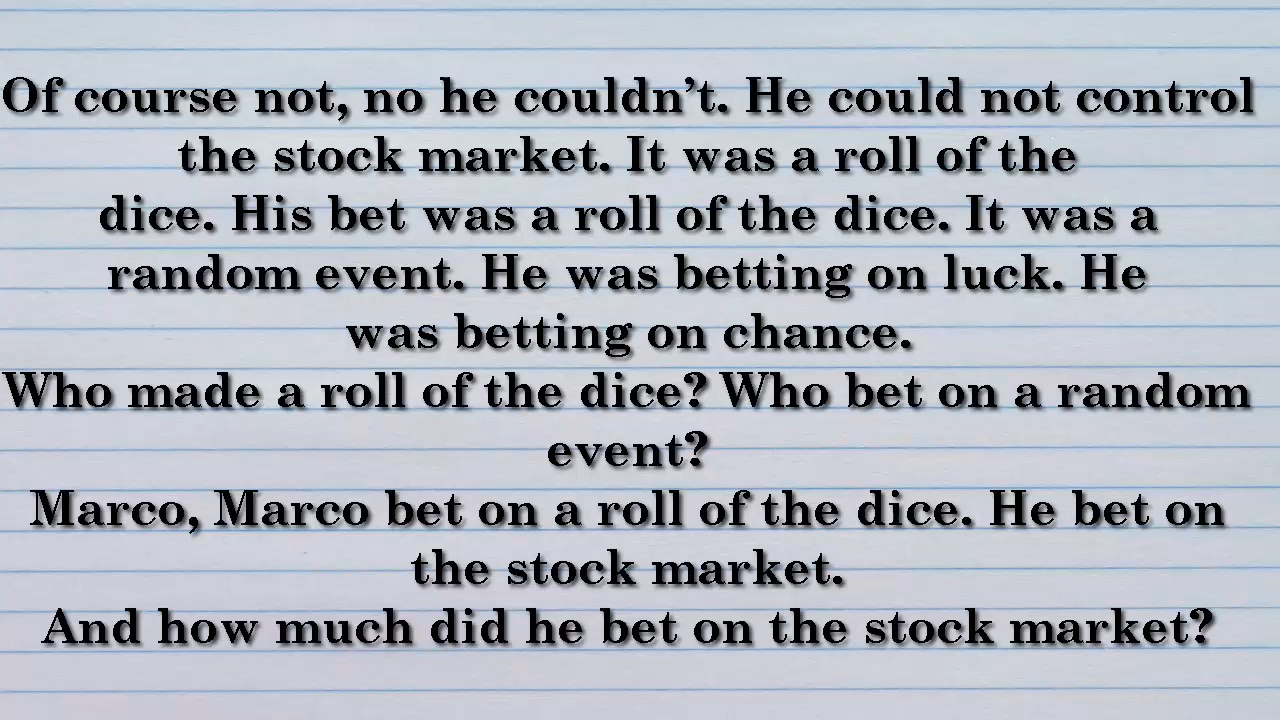 Of course not, no he couldn’t. He could not control
the stock market. It was a roll of the
dice. His bet was a roll of the dice. It was a
random event. He was betting on luck. He
was betting on chance.
Who made a roll of the dice? Who bet on a random
event?
Marco, Marco bet on a roll of the dice. He bet on
the stock market.
And how much did he bet on the stock market?